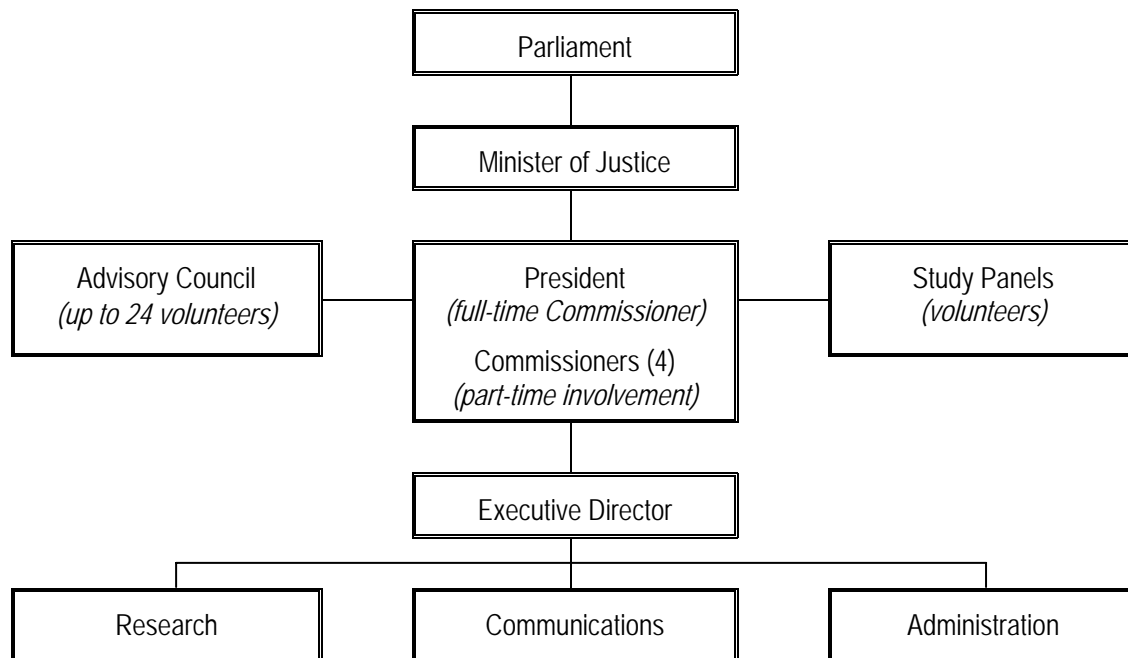 Parliament
Minister of Justice
Advisory Council
(up to 24 volunteers)
President
(full-time Commissioner)
Commissioners (4)
(part-time involvement)
Study Panels
(volunteers)
Executive Director
Research
Communications
Administration